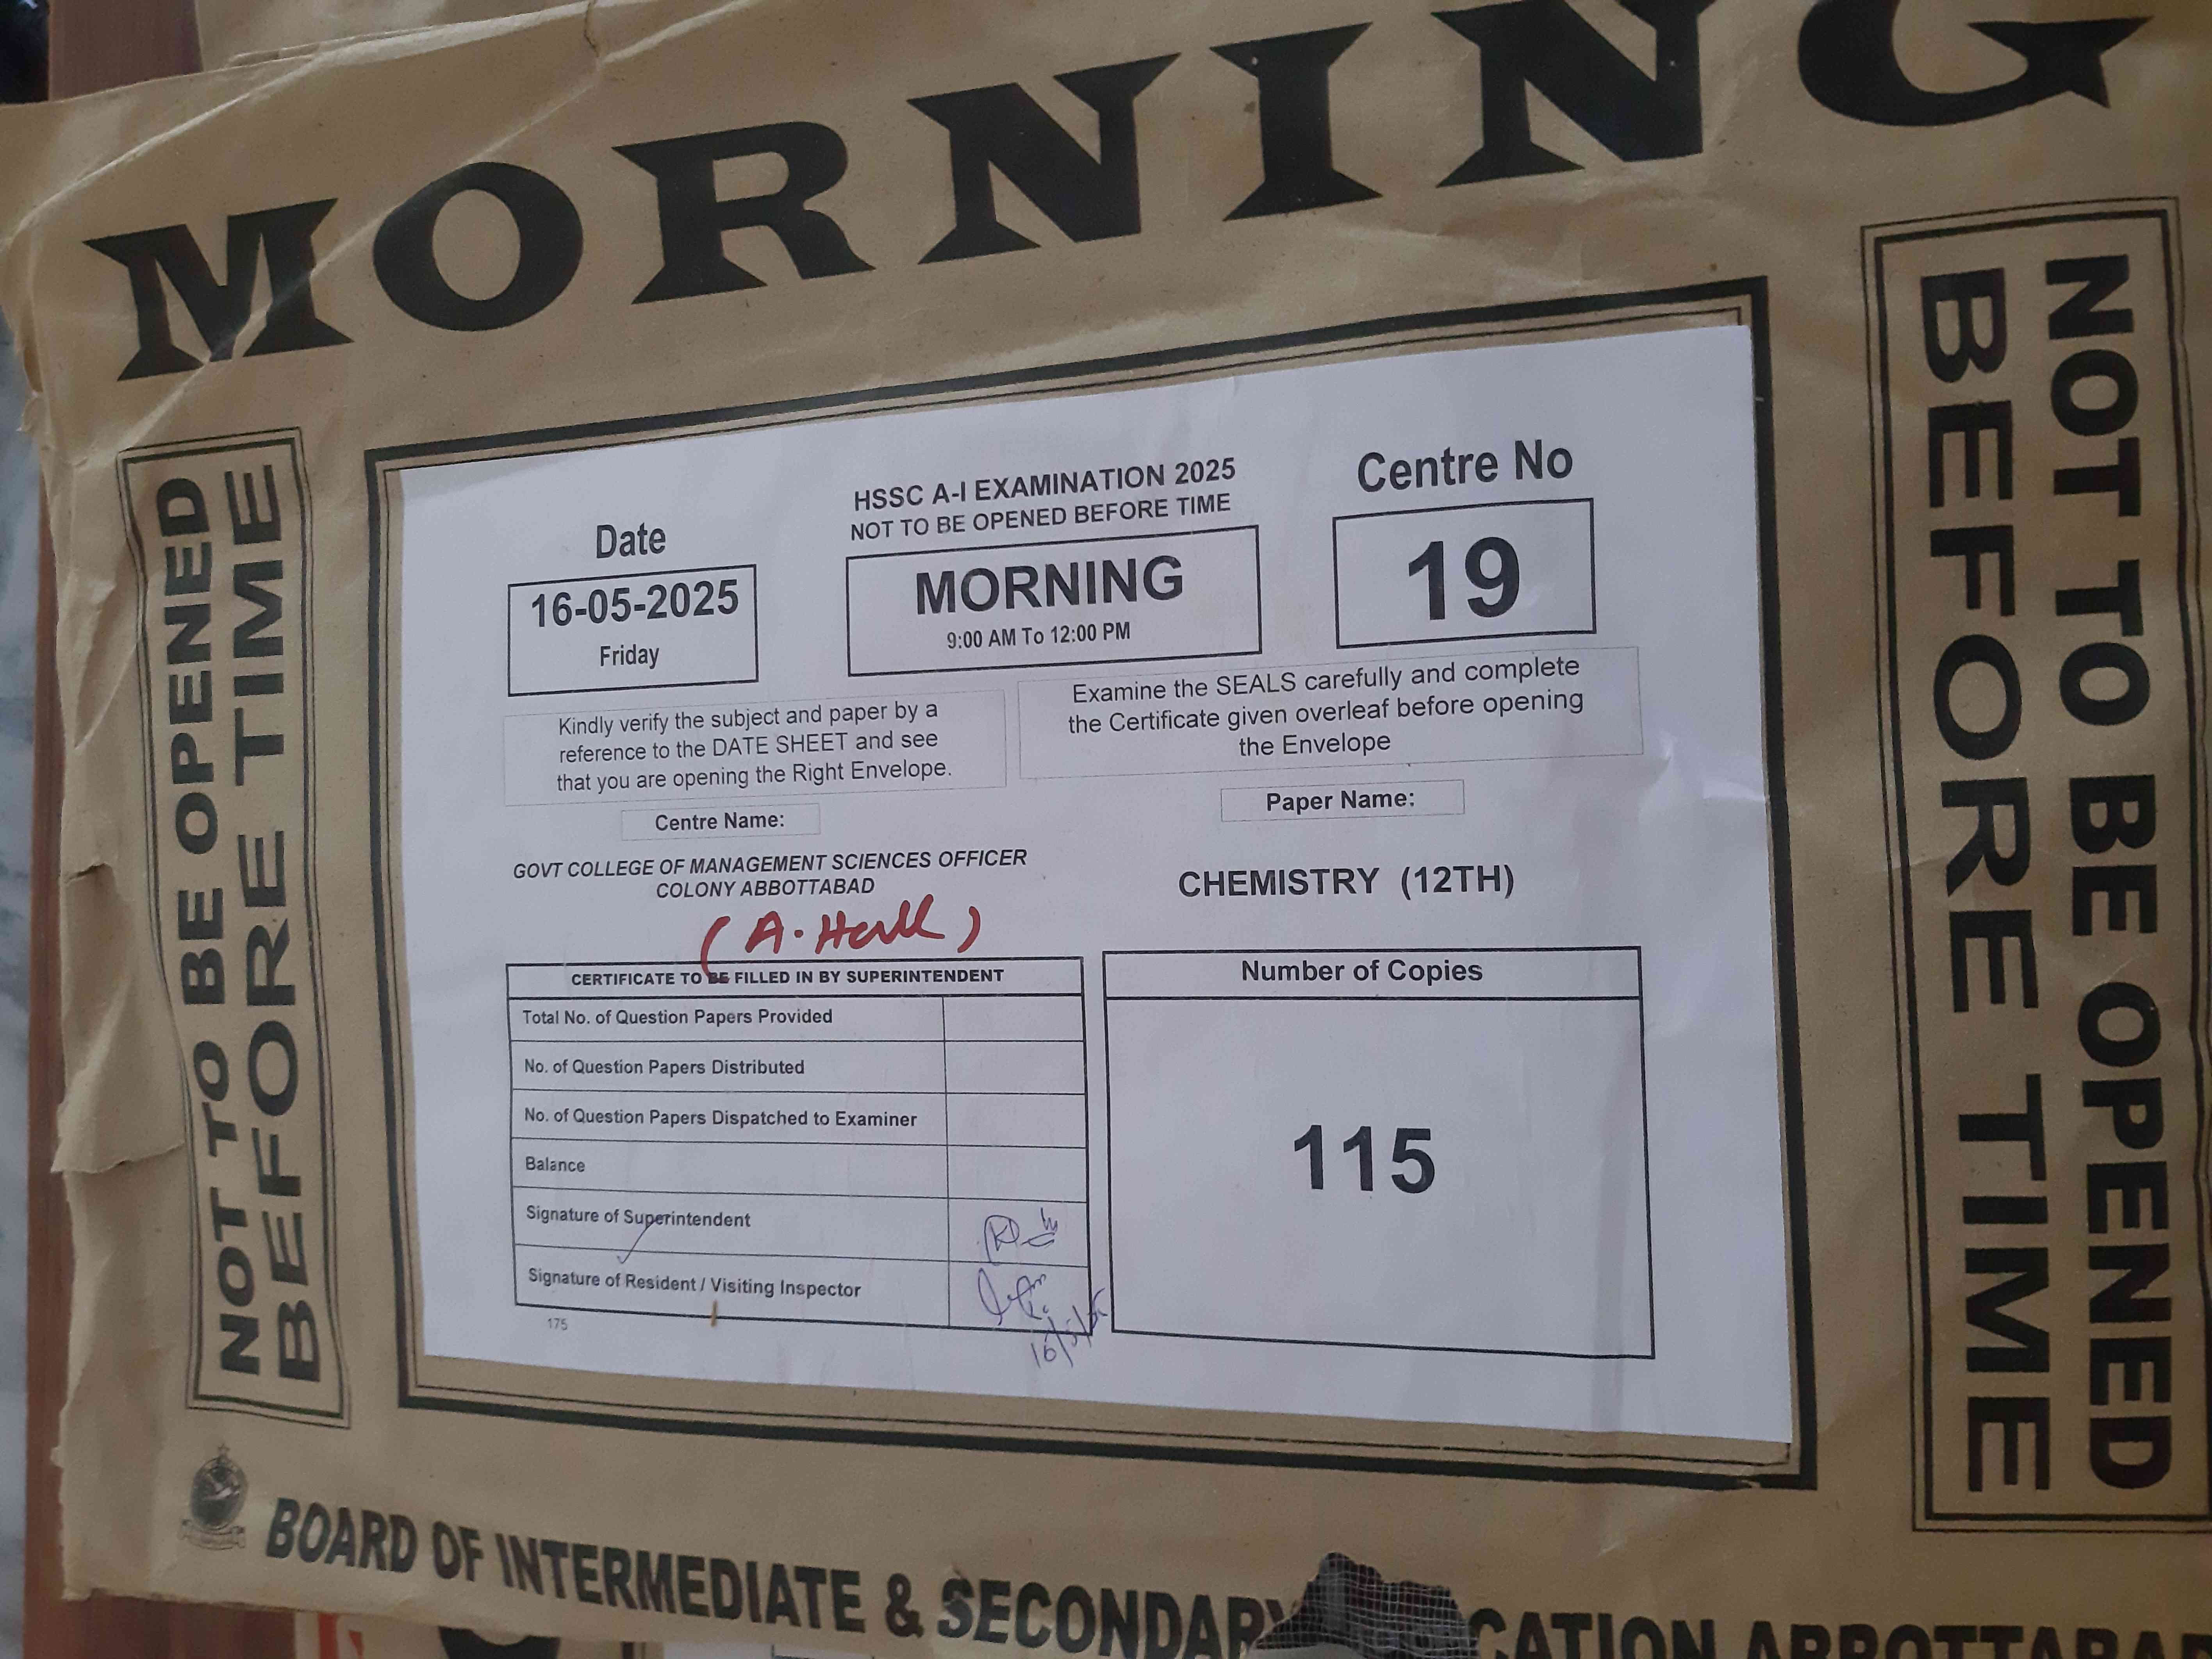 MORNING
NOT TO BE OPENED
BEFORE TIME
HSSC A-I EXAMINATION 2025
NOT TO BE OPENED BEFORE TIME
Date
16-05-2025
Friday
MORNING
9:00 AM To 12:00 PM
Centre No
19
Kindly verify the subject and paper by a
reference to the DATE SHEET and see
that you are opening the Right Envelope.
Examine the SEALS carefully and complete
the Certificate given overleaf before opening
the Envelope
Centre Name:
Paper Name:
GOVT COLLEGE OF MANAGEMENT SCIENCES OFFICER
COLONY ABBOTTABAD
(A. Hall)
CHEMISTRY (12TH)
CERTIFICATE TO BE FILLED IN BY SUPERINTENDENT
Total No. of Question Papers Provided
No. of Question Papers Distributed
No. of Question Papers Dispatched to Examiner
Balance
Signature of Superintendent
Signature of Resident / Visiting Inspector
16/5/25
175
Number of Copies
115
NOT TO BE OPENED
BEFORE TIME
BOARD OF INTERMEDIATE & SECONDARY CATION ABBOTTABAD